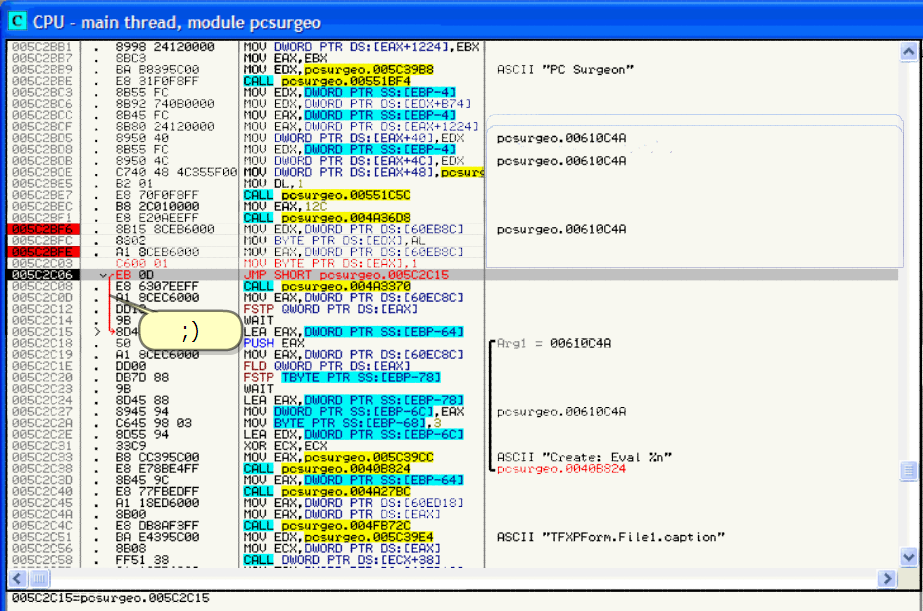 C CPU - main thread, module pcsurgeo
005C2BB1 . 8998 24120000 MOV DWORD PTR DS:[EAX+1224],EBX
005C2BB7 . 8BC3 MOV EAX,EBX
005C2BB9 . BA B8395C00 MOV EDX,pcsurgeo.005C39B8 ASCII "PC Surgeon"
005C2BBE . E8 31F0F8FF CALL pcsurgeo.00551BF4
005C2BC3 . 8B55 FC MOV EDX,DWORD PTR SS:[EBP-4]
005C2BC6 . 8B92 740B0000 MOV EDX,DWORD PTR DS:[EDX+B74]
005C2BCC . 8B45 FC MOV EAX,DWORD PTR SS:[EBP-4]
005C2BCF . 8B80 24120000 MOV EAX,DWORD PTR DS:[EAX+1224]
005C2BD5 . 8950 40 MOV DWORD PTR DS:[EAX+40],EDX pcsurgeo.00610C4A
005C2BD8 . 8B55 FC MOV EDX,DWORD PTR SS:[EBP-4]
005C2BDB . 8950 4C MOV DWORD PTR DS:[EAX+4C],EDX pcsurgeo.00610C4A
005C2BDE . C740 48 4C355F00 MOV DWORD PTR DS:[EAX+48],pcsurg
005C2BE5 . B2 01 MOV DL,1
005C2BE7 . E8 70F0F8FF CALL pcsurgeo.00551C5C
005C2BEC . B8 2C010000 MOV EAX,12C
005C2BF1 . E8 E20AEEFF CALL pcsurgeo.004A36D8
005C2BF6 . 8B15 8CEB6000 MOV EDX,DWORD PTR DS:[60EB8C] pcsurgeo.00610C4A
005C2BFC . 8802 MOV BYTE PTR DS:[EDX],AL
005C2BFE . A1 8CEB6000 MOV EAX,DWORD PTR DS:[60EB8C]
005C2C03 . C600 01 MOV BYTE PTR DS:[EAX],1
005C2C06 EB 0D JMP SHORT pcsurgeo.005C2C15
005C2C08 . E8 6307EEFF CALL pcsurgeo.004A3370
005C2C0D . A1 8CEC6000 MOV EAX,DWORD PTR DS:[60EC8C]
005C2C12 . DD18 FSTP QWORD PTR DS:[EAX]
005C2C14 . 9B WAIT
005C2C15 > 8D4 LEA EAX,DWORD PTR SS:[EBP-64]
;)
005C2C18 . 50 PUSH EAX Arg1 = 00610C4A
005C2C19 . A1 8CEC6000 MOV EAX,DWORD PTR DS:[60EC8C]
005C2C1E . DD00 FLD QWORD PTR DS:[EAX]
005C2C20 . DB7D 88 FSTP TBYTE PTR SS:[EBP-78]
005C2C23 . 9B WAIT
005C2C24 . 8D45 88 LEA EAX,DWORD PTR SS:[EBP-78]
005C2C27 . 8945 94 MOV DWORD PTR SS:[EBP-6C],EAX pcsurgeo.00610C4A
005C2C2A . C645 98 03 MOV BYTE PTR SS:[EBP-68],3
005C2C2E . 8D55 94 LEA EDX,DWORD PTR SS:[EBP-6C]
005C2C31 . 33C9 XOR ECX,ECX
005C2C33 . B8 CC395C00 MOV EAX,pcsurgeo.005C39CC ASCII "Create: Eval %n"
005C2C38 . E8 E78BE4FF CALL pcsurgeo.0040B824 pcsurgeo.0040B824
005C2C3D . 8B45 9C MOV EAX,DWORD PTR SS:[EBP-64]
005C2C40 . E8 77FBEDFF CALL pcsurgeo.004A27BC
005C2C45 . A1 18ED6000 MOV EAX,DWORD PTR DS:[60ED18]
005C2C4A . 8B00 MOV EAX,DWORD PTR DS:[EAX]
005C2C4C . E8 DB8AF3FF CALL pcsurgeo.004FB72C
005C2C51 . BA E4395C00 MOV EDX,pcsurgeo.005C39E4 ASCII "TFXPForm.File1.caption"
005C2C56 . 8B08 MOV ECX,DWORD PTR DS:[EAX]
005C2C58 . FF51 38 CALL DWORD PTR DS:[ECX+38]
005C2C15=pcsurgeo.005C2C15